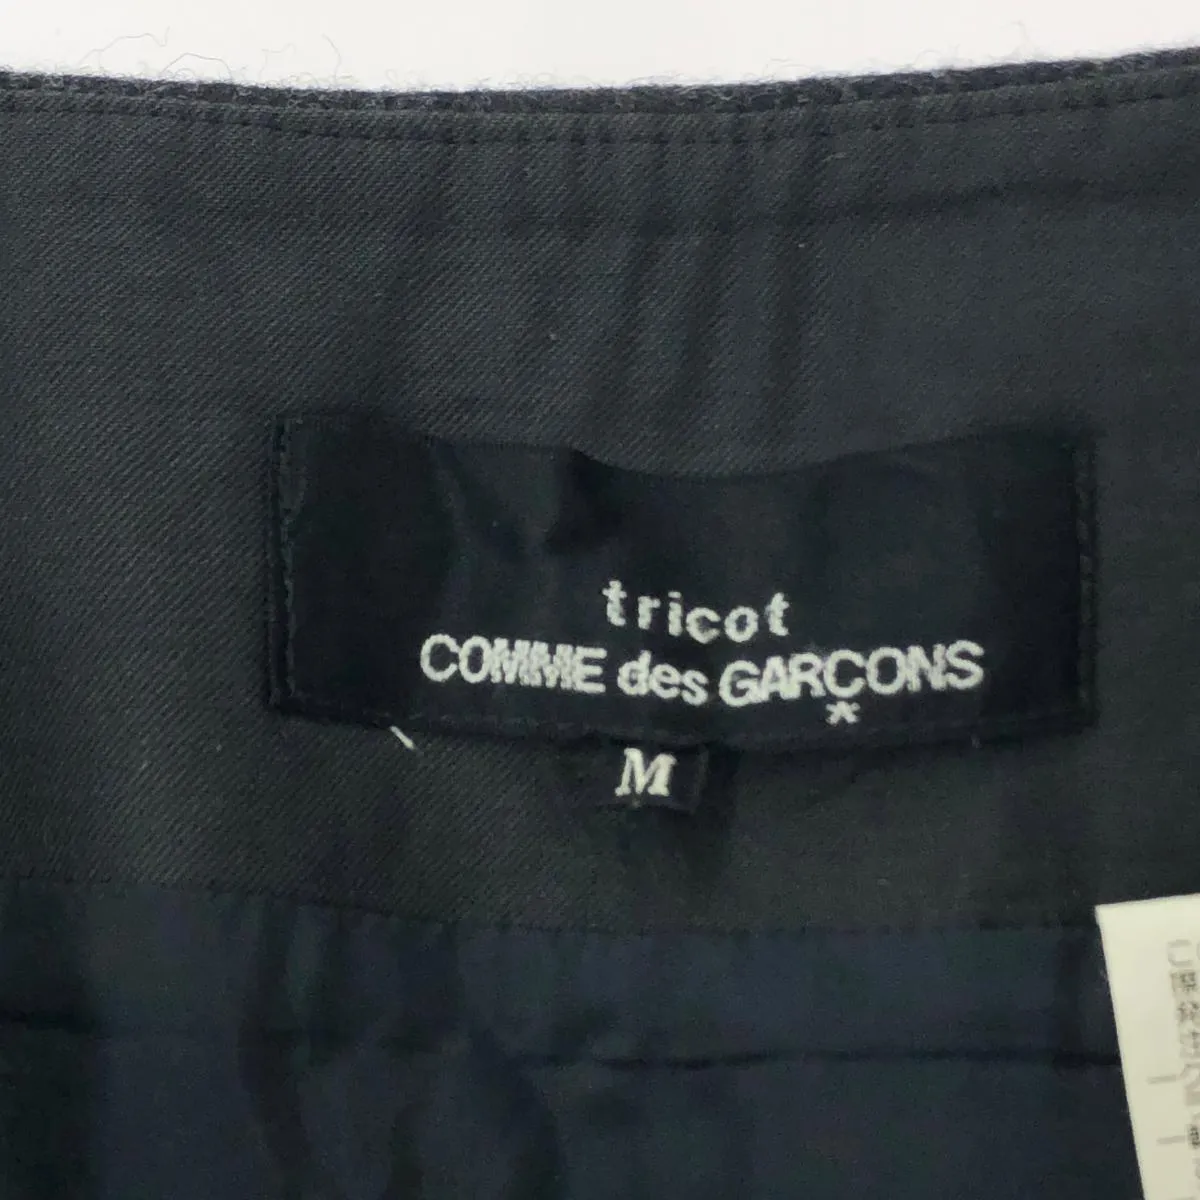 tricot
COMME des GARÇONS
*
M